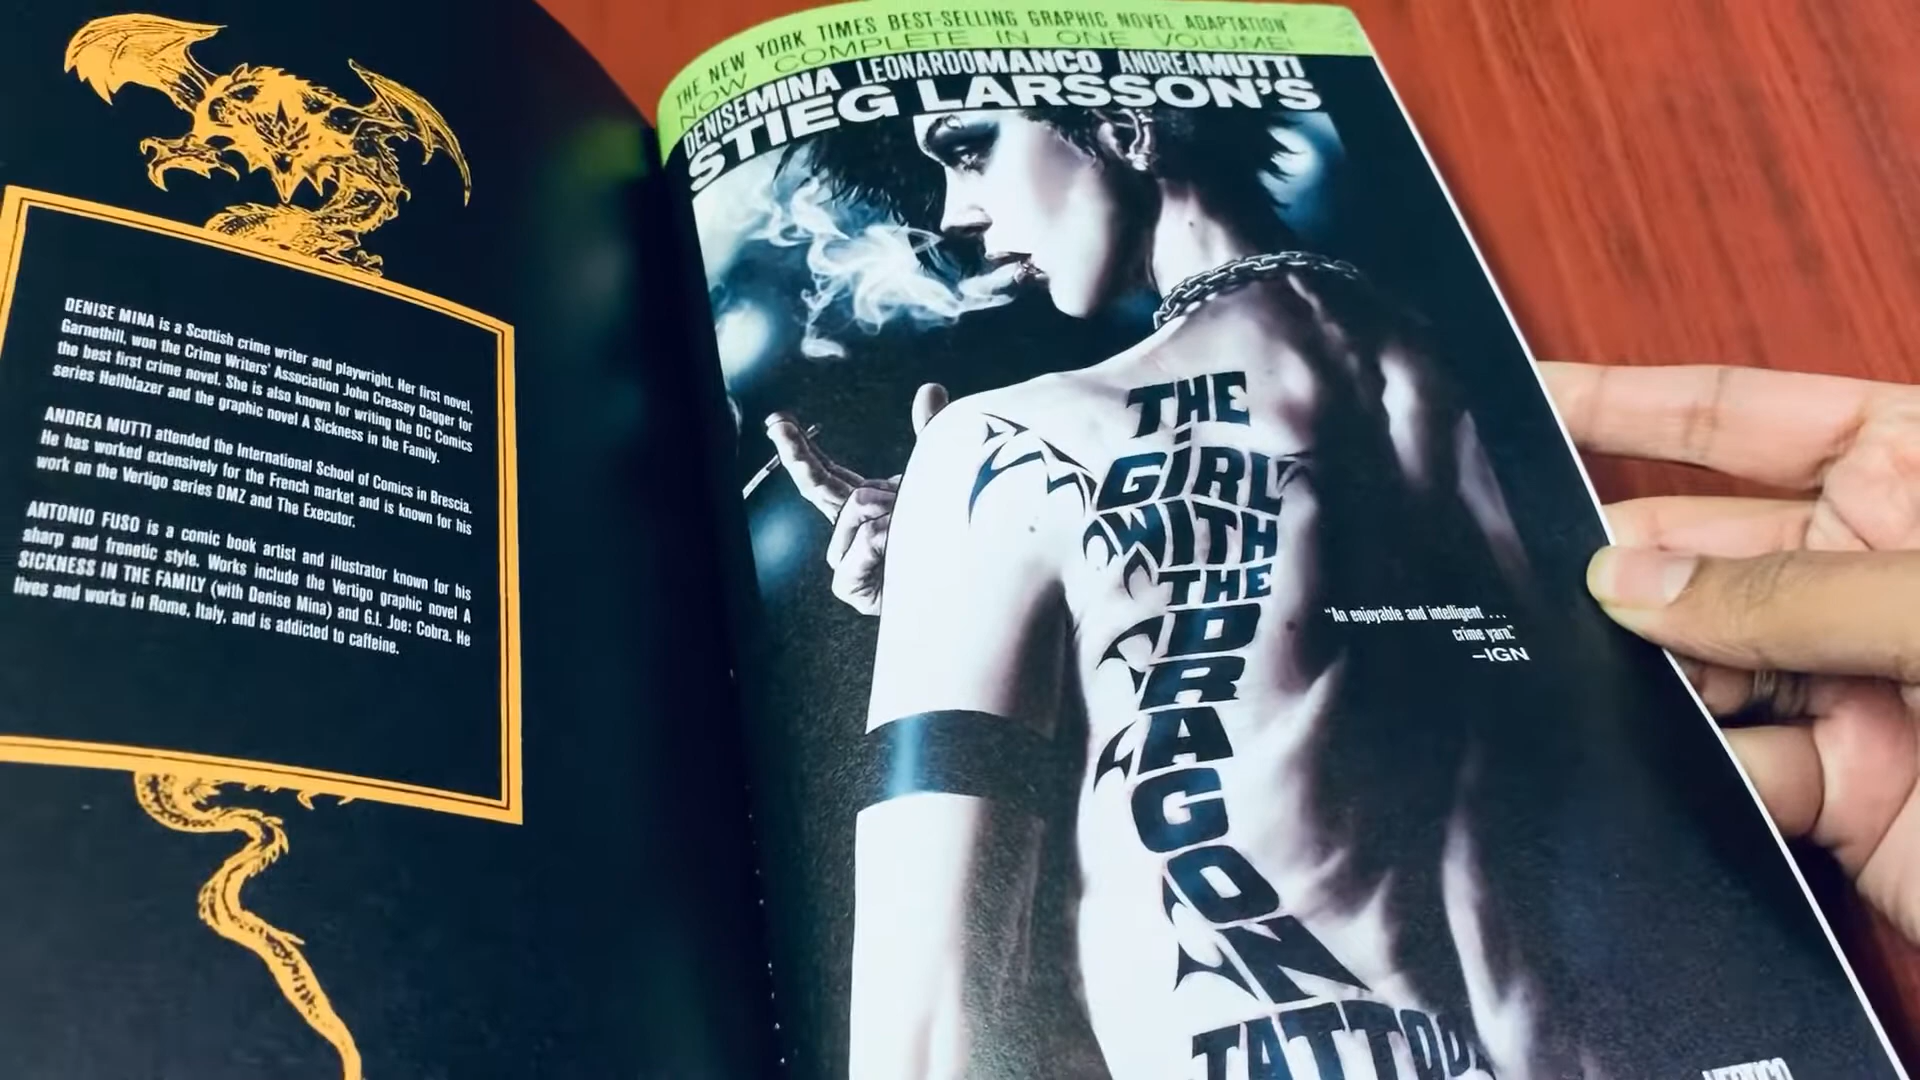 DENISE MINA is a Scottish crime writer and playwright. Her first novel,
Garnethill, won the Crime Writers' Association John Creasey Dagger for
the best first crime novel. She is also known for writing the DC Comics
series Hellblazer and the graphic novel A Sickness in the Family.
ANDREA MUTTI attended the International School of Comics in Brescia.
He has worked extensively for the French market and is known for his
work on the Vertigo series DMZ and The Executor.
ANTONIO FUSO is a comic book artist and illustrator known for his
sharp and frenetic style. Works include the Vertigo graphic novel A
SICKNESS IN THE FAMILY (with Denise Mina) and G.I. Joe: Cobra. He
lives and works in Rome, Italy, and is addicted to caffeine.
THE NEW YORK TIMES BEST-SELLING GRAPHIC NOVEL ADAPTATION
NOW COMPLETE IN ONE VOLUME!
DENISEMINA LEONARDOMANCO ANDREAMUTTI
STIEG LARSSON'S
THE
GIRL
WITH
THE
DRAGON
TATTOO
"An enjoyable and intelligent ...
crime yarn."
–IGN
VERTIGO